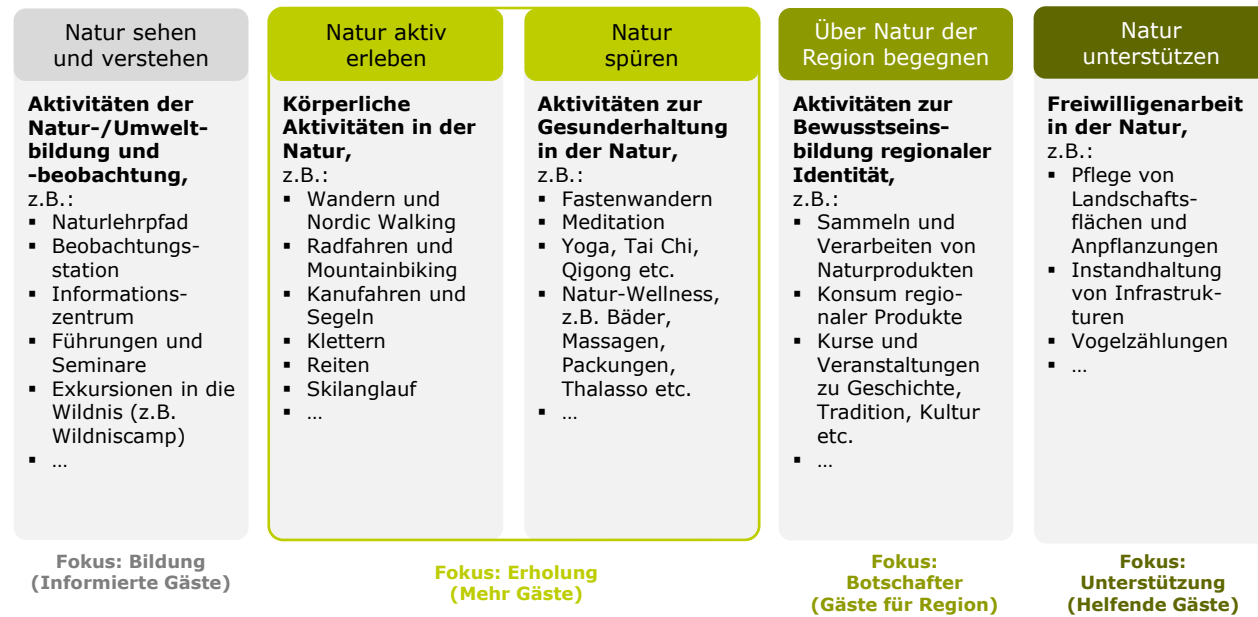 Natur sehen
und verstehen
Aktivitäten der
Natur-/Umwelt-
bildung und
-beobachtung,
z.B.:
▪ Naturlehrpfad
▪ Beobachtungs-
station
▪ Informations-
zentrum
▪ Führungen und
Seminare
▪ Exkursionen in die
Wildnis (z.B.
Wildniscamp)
▪ …
Fokus: Bildung
(Informierte Gäste)
Natur aktiv
erleben
Körperliche
Aktivitäten in der
Natur,
z.B.:
▪ Wandern und
Nordic Walking
▪ Radfahren und
Mountainbiking
▪ Kanufahren und
Segeln
▪ Klettern
▪ Reiten
▪ Skilanglauf
▪ …
Natur
spüren
Aktivitäten zur
Gesunderhaltung
in der Natur,
z.B.:
▪ Fastenwandern
▪ Meditation
▪ Yoga, Tai Chi,
Qigong etc.
▪ Natur-Wellness,
z.B. Bäder,
Massagen,
Packungen,
Thalasso etc.
▪ …
Fokus: Erholung
(Mehr Gäste)
Über Natur der
Region begegnen
Aktivitäten zur
Bewusstseins-
bildung regionaler
Identität,
z.B.:
▪ Sammeln und
Verarbeiten von
Naturprodukten
▪ Konsum regio-
naler Produkte
▪ Kurse und
Veranstaltungen
zu Geschichte,
Tradition, Kultur
etc.
▪ …
Fokus:
Botschafter
(Gäste für Region)
Natur
unterstützen
Freiwilligenarbeit
in der Natur,
z.B.:
▪ Pflege von
Landschafts-
flächen und
Anpflanzungen
▪ Instandhaltung
von Infrastruk-
turen
▪ Vogelzählungen
▪ …
Fokus:
Unterstützung
(Helfende Gäste)